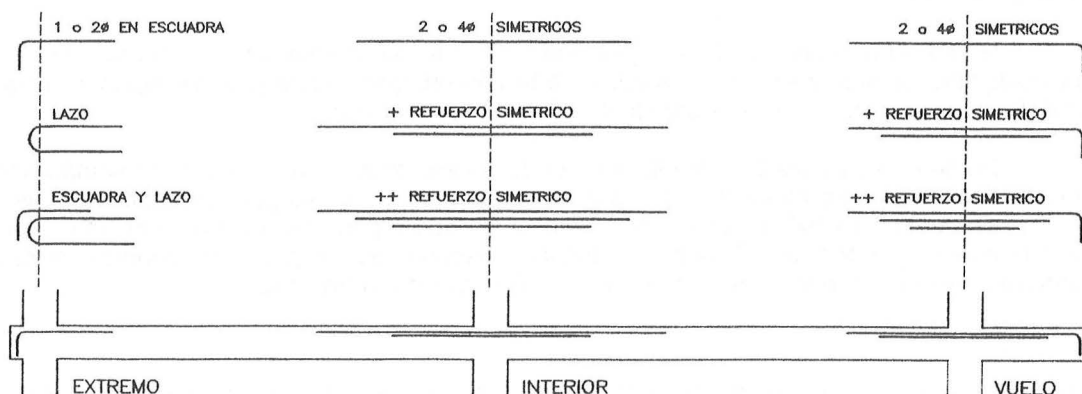 1 o 2ø EN ESCUADRA
2 o 4ø SIMETRICOS
2 o 4ø SIMETRICOS
LAZO
+ REFUERZO SIMETRICO
+ REFUERZO SIMETRICO
ESCUADRA Y LAZO
++ REFUERZO SIMETRICO
++ REFUERZO SIMETRICO
EXTREMO
INTERIOR
VUELO